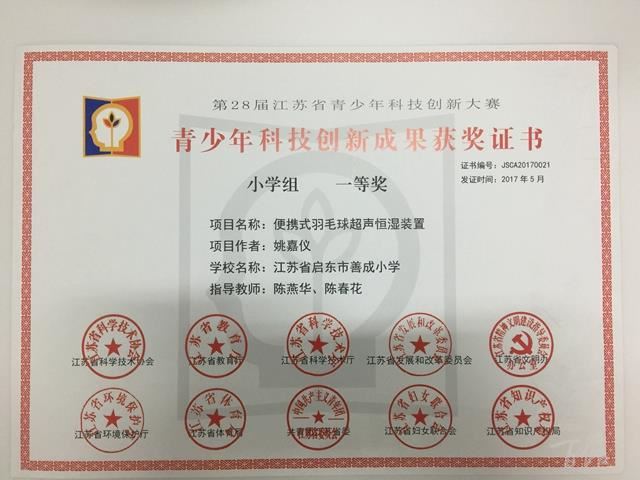 第28届江苏省青少年科技创新大赛
青少年科技创新成果获奖证书
证书编号：JSCA20170021
发证时间：2017年5月
小学组 一等奖
项目名称：便携式羽毛球超声恒湿装置
项目作者：姚嘉仪
学校名称：江苏省启东市善成小学
指导教师：陈燕华、陈春花
江苏省科学技术协会 江苏省教育厅 江苏省科学技术厅 江苏省发展和改革委员会 江苏省文明办
江苏省环境保护厅 江苏省体育局 共青团江苏省委 江苏省妇女联合会 江苏省知识产权局